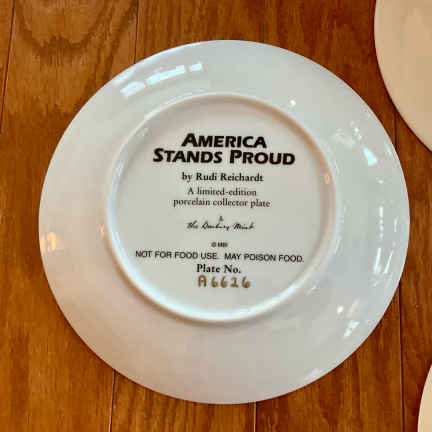 AMERICA
STANDS PROUD
by Rudi Reichardt
A limited-edition
porcelain collector plate
The Danbury Mint
© MBI
NOT FOR FOOD USE. MAY POISON FOOD.
Plate No.
A6626